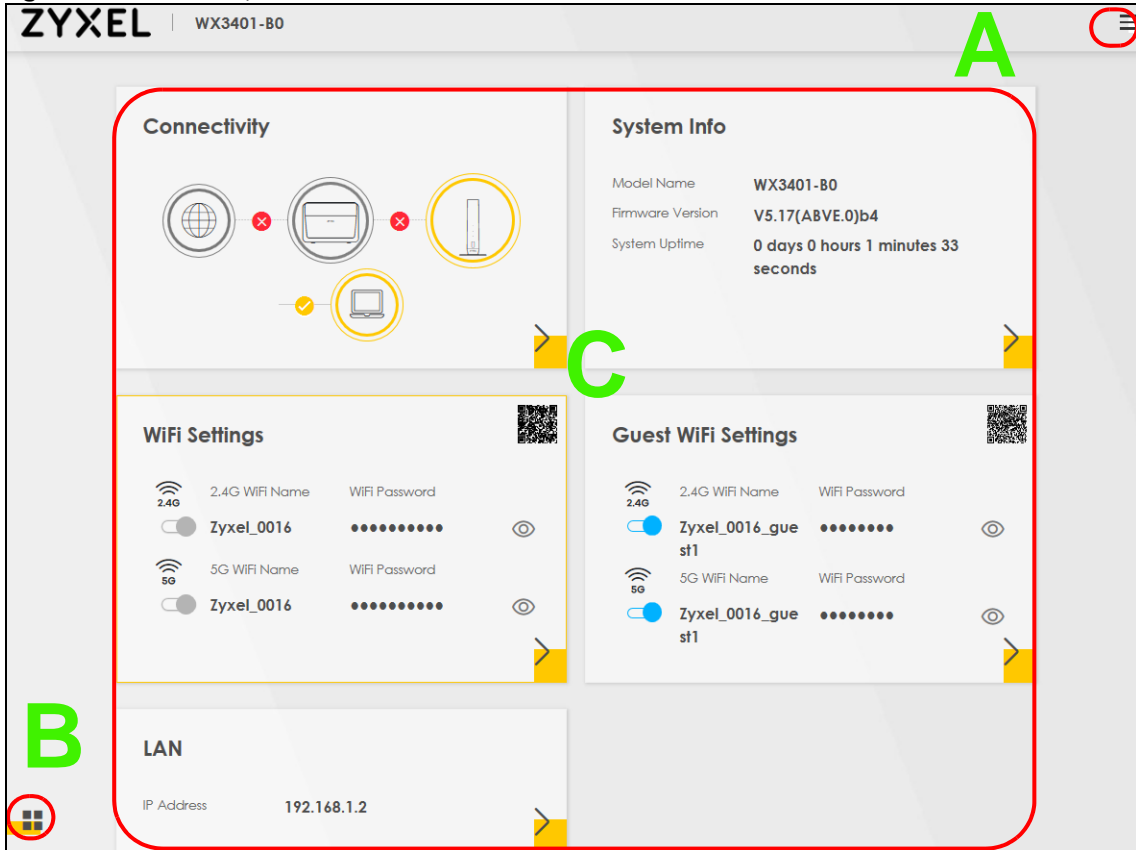 ZYXEL WX3401-B0
A
Connectivity
System Info
Model Name WX3401-B0
Firmware Version V5.17(ABVE.0)b4
System Uptime 0 days 0 hours 1 minutes 33
seconds
C
WiFi Settings
2.4G 2.4G WiFi Name WiFi Password
Zyxel_0016 ●●●●●●●●●●
5G 5G WiFi Name WiFi Password
Zyxel_0016 ●●●●●●●●●●
Guest WiFi Settings
2.4G 2.4G WiFi Name WiFi Password
Zyxel_0016_gue ●●●●●●●●
st1
5G 5G WiFi Name WiFi Password
Zyxel_0016_gue ●●●●●●●●
st1
B
LAN
IP Address 192.168.1.2